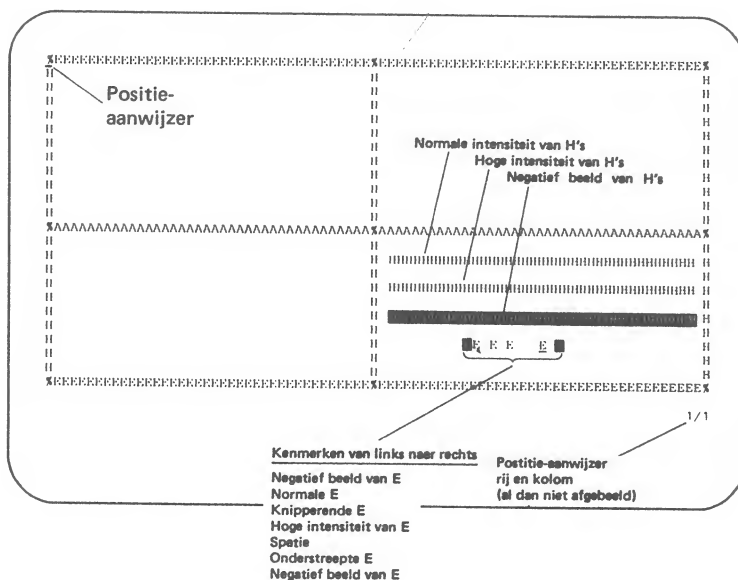 Positie-
aanwijzer
Normale intensiteit van H's
Hoge intensiteit van H's
Negatief beeld van H's
E E E E
1/1
Kenmerken van links naar rechts
Negatief beeld van E
Normale E
Knipperende E
Hoge intensiteit van E
Spatie
Onderstreepte E
Negatief beeld van E
Postitie-aanwijzer
rij en kolom
(al dan niet afgebeeld)